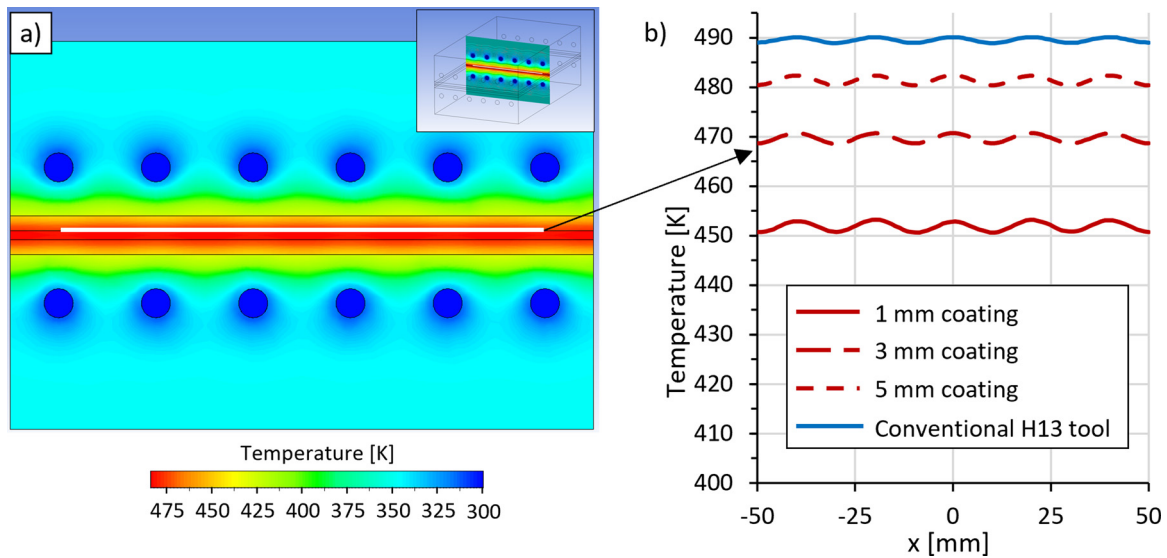 a)
Temperature [K]
475 450 425 400 375 350 325 300
b)
Temperature [K]
490
480
470
460
450
440
430
420
410
400
-50 -25 0 25 50
x [mm]
1 mm coating
3 mm coating
5 mm coating
Conventional H13 tool